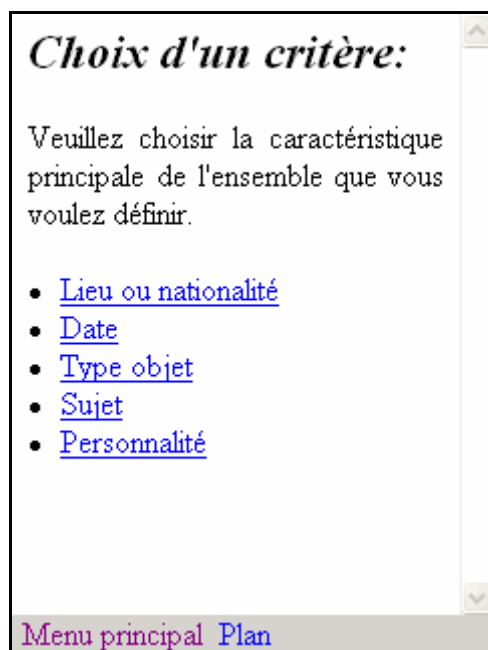 Choix d'un critère:
Veuillez choisir la caractéristique
principale de l'ensemble que vous
voulez définir.
• Lieu ou nationalité
• Date
• Type objet
• Sujet
• Personnalité
Menu principal Plan